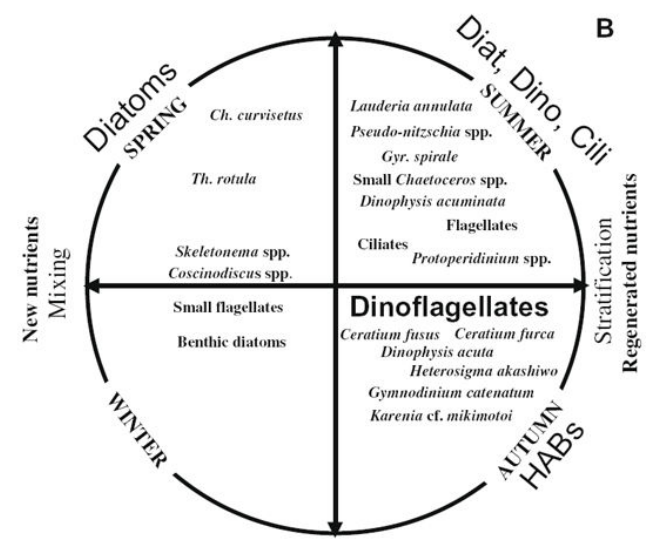 B
Diatoms
SPRING
Diat, Dino, Cili
SUMMER
Ch. curvisetus
Th. rotula
Skeletonema spp.
Coscinodiscus spp.
Lauderia annulata
Pseudo-nitzschia spp.
Gyr. spirale
Small Chaetoceros spp.
Dinophysis acuminata
Flagellates
Ciliates
Protoperidinium spp.
New nutrients
Mixing
Stratification
Regenerated nutrients
Small flagellates
Benthic diatoms
Dinoflagellates
Ceratium fusus Ceratium furca
Dinophysis acuta
Heterosigma akashiwo
Gymnodinium catenatum
Karenia cf. mikimotoi
WINTER
AUTUMN
HABs